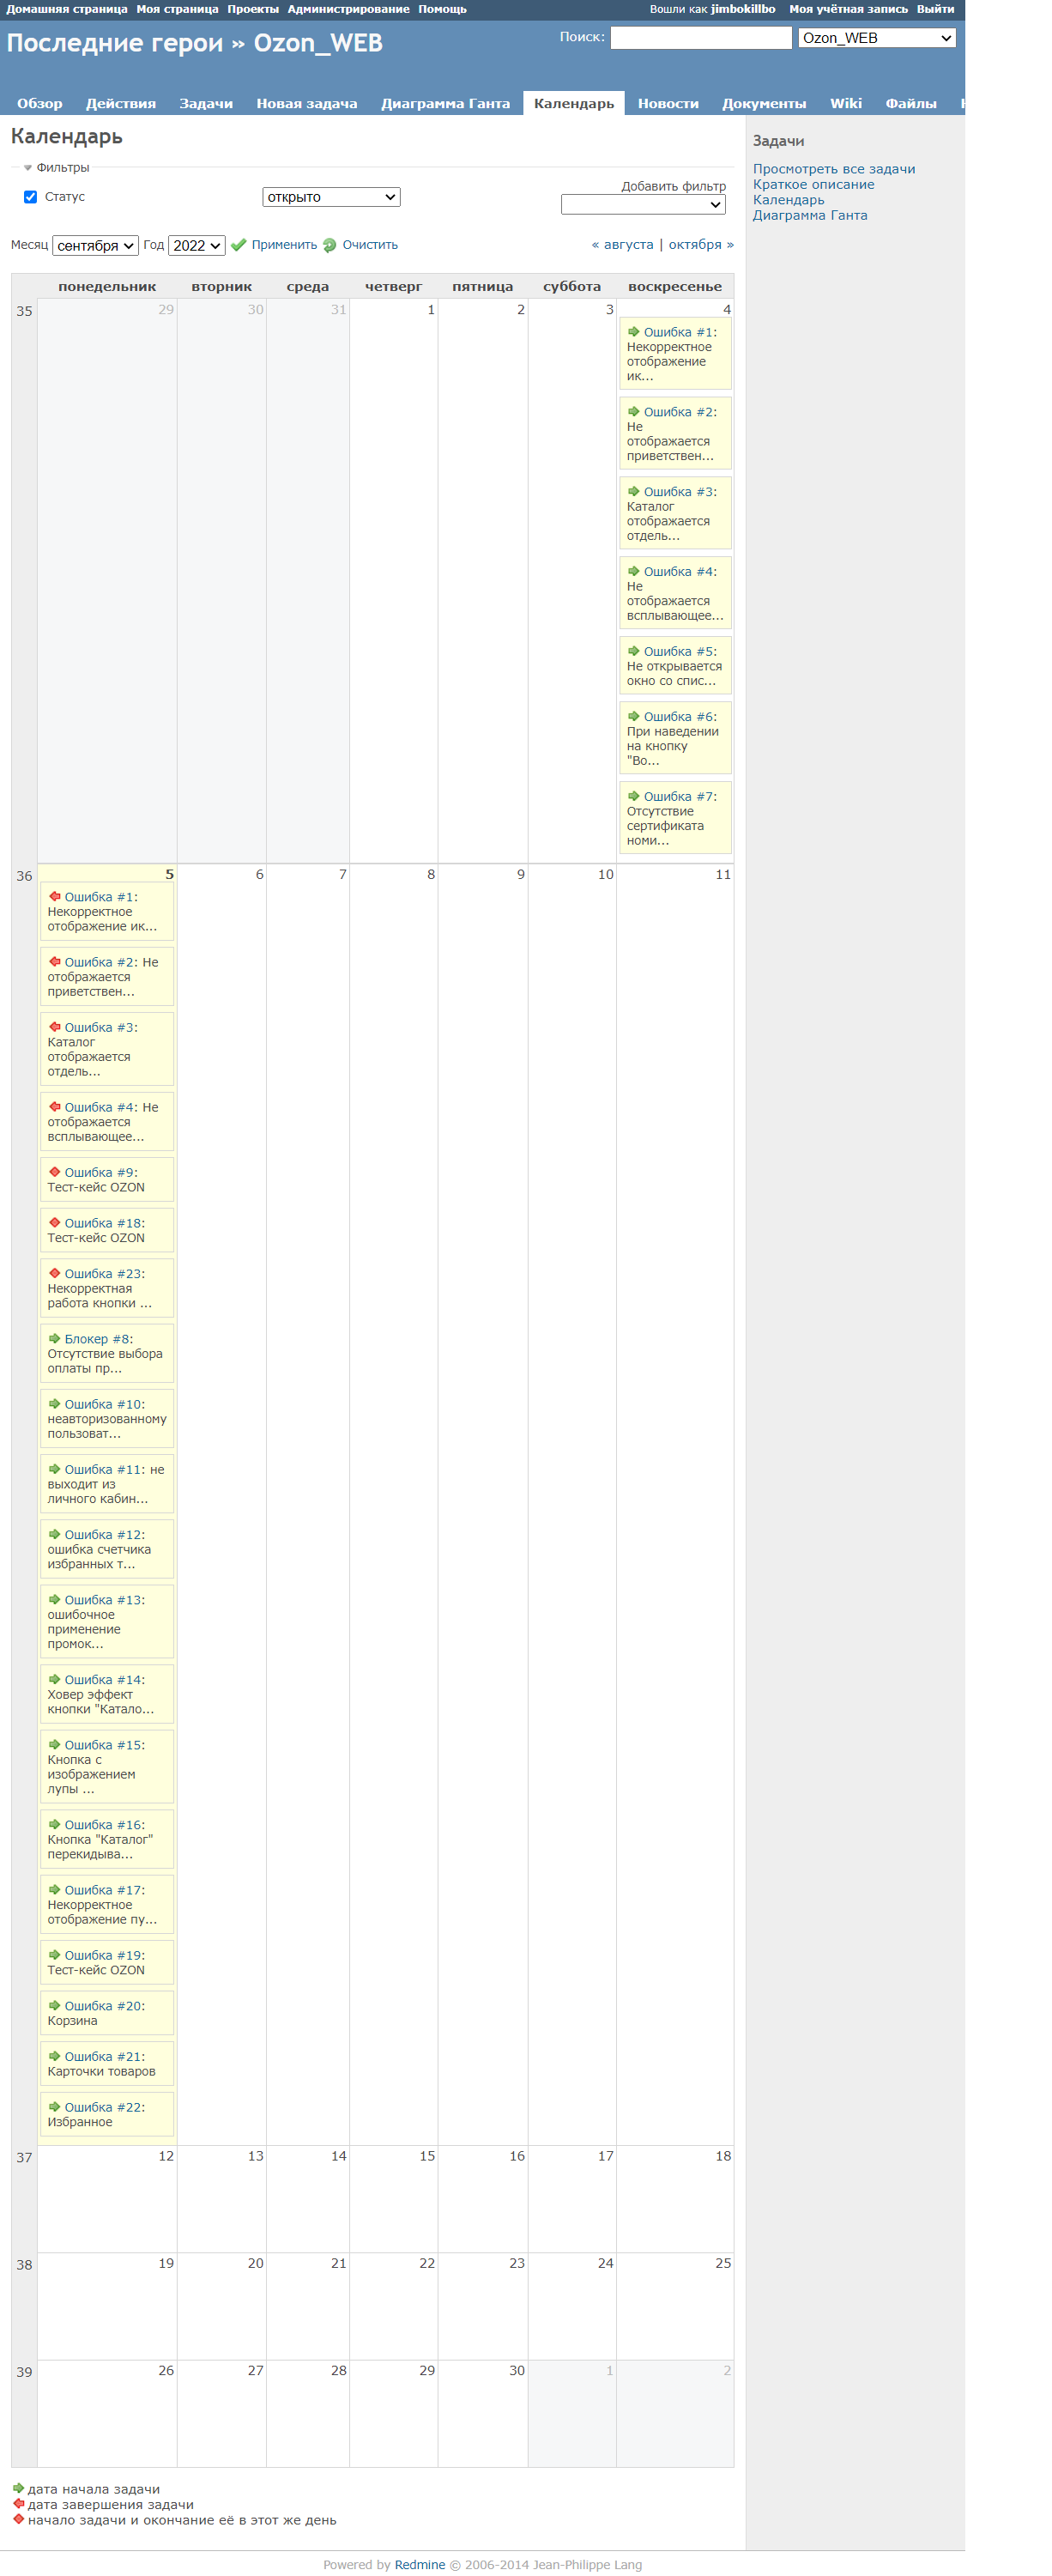 Домашняя страница Моя страница Проекты Администрирование Помощь Вошли как jimbokillbo Моя учётная запись Выйти
Последние герои » Ozon_WEB Поиск: Ozon_WEB
Обзор Действия Задачи Новая задача Диаграмма Ганта Календарь Новости Документы Wiki Файлы
Календарь
Фильтры
Статус открыто Добавить фильтр
Месяц сентября Год 2022 Применить Очистить « августа | октября »
понедельник вторник среда четверг пятница суббота воскресенье
35 29 30 31 1 2 3 4
Ошибка #1:
Некорректное
отображение
ик...
Ошибка #2:
Не
отображается
приветствен...
Ошибка #3:
Каталог
отображается
отдель...
Ошибка #4:
Не
отображается
всплывающее...
Ошибка #5:
Не открывается
окно со спис...
Ошибка #6:
При наведении
на кнопку
"Во...
Ошибка #7:
Отсутствие
сертификата
номи...
36 5 6 7 8 9 10 11
Ошибка #1:
Некорректное
отображение ик...
Ошибка #2: Не
отображается
приветствен...
Ошибка #3:
Каталог
отображается
отдель...
Ошибка #4: Не
отображается
всплывающее...
Ошибка #9:
Тест-кейс OZON
Ошибка #18:
Тест-кейс OZON
Ошибка #23:
Некорректная
работа кнопки ...
Блокер #8:
Отсутствие выбора
оплаты пр...
Ошибка #10:
неавторизованному
пользоват...
Ошибка #11: не
выходит из
личного кабин...
Ошибка #12:
ошибка счетчика
избранных т...
Ошибка #13:
ошибочное
применение
промок...
Ошибка #14:
Ховер эффект
кнопки "Катало...
Ошибка #15:
Кнопка с
изображением
лупы ...
Ошибка #16:
Кнопка "Каталог"
перекидыва...
Ошибка #17:
Некорректное
отображение пу...
Ошибка #19:
Тест-кейс OZON
Ошибка #20:
Корзина
Ошибка #21:
Карточки товаров
Ошибка #22:
Избранное
37 12 13 14 15 16 17 18
38 19 20 21 22 23 24 25
39 26 27 28 29 30 1 2
дата начала задачи
дата завершения задачи
начало задачи и окончание её в этот же день
Задачи
Просмотреть все задачи
Краткое описание
Календарь
Диаграмма Ганта
Powered by Redmine © 2006-2014 Jean-Philippe Lang